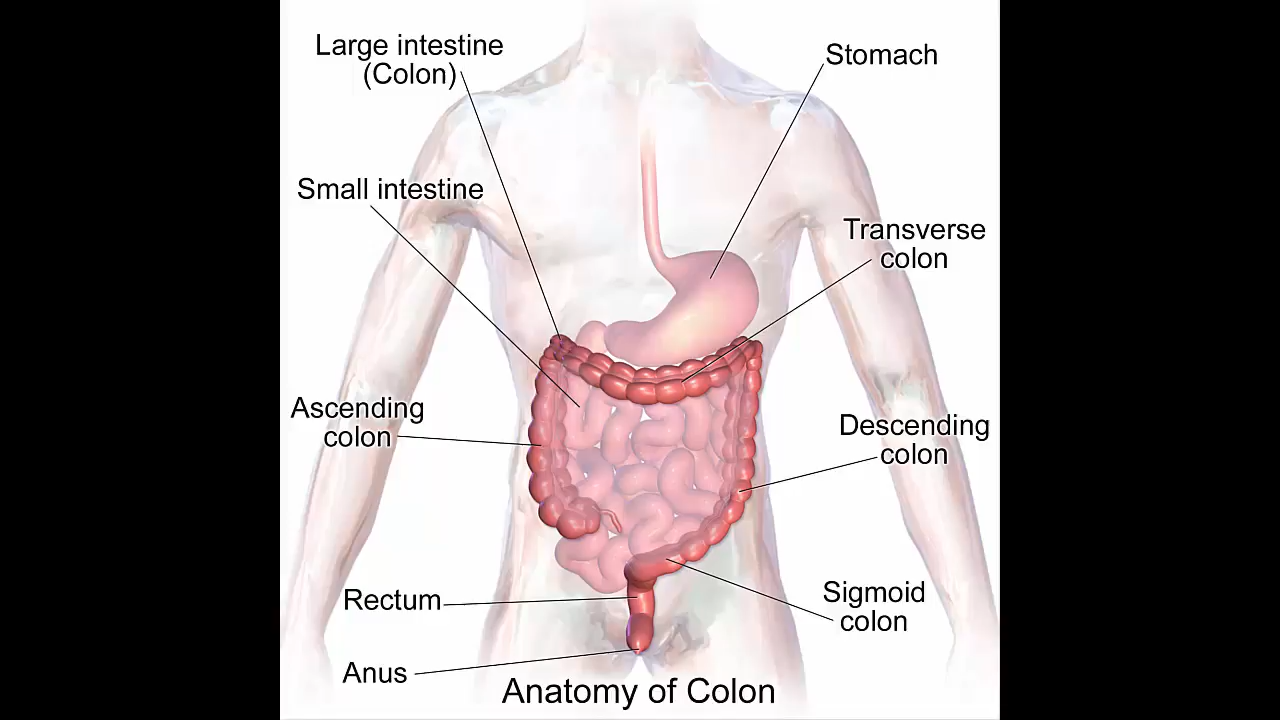 Large intestine
(Colon)
Stomach
Small intestine
Transverse
colon
Ascending
colon
Descending
colon
Rectum
Sigmoid
colon
Anus
Anatomy of Colon